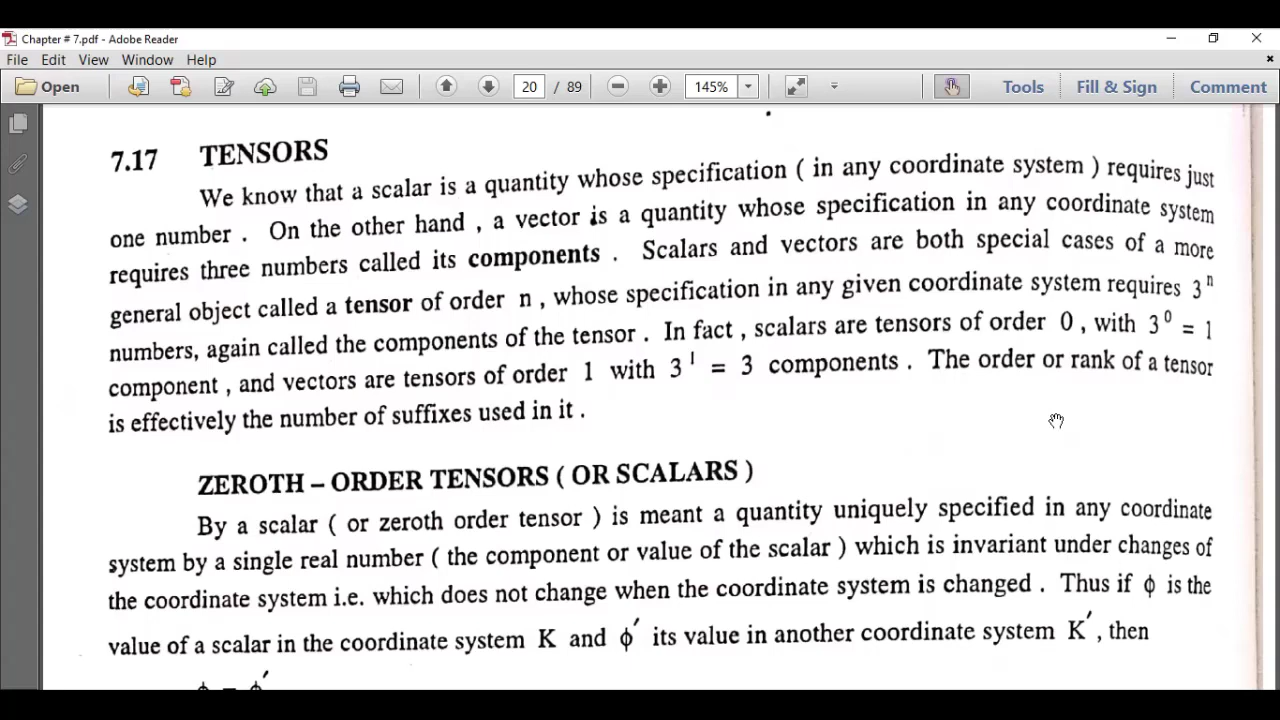 Chapter # 7.pdf - Adobe Reader
File Edit View Window Help
Open 20 / 89 145% Tools Fill & Sign Comment
7.17 TENSORS
We know that a scalar is a quantity whose specification ( in any coordinate system ) requires just
one number . On the other hand , a vector is a quantity whose specification in any coordinate system
requires three numbers called its components . Scalars and vectors are both special cases of a more
general object called a tensor of order n , whose specification in any given coordinate system requires 3ⁿ
numbers, again called the components of the tensor . In fact , scalars are tensors of order 0 , with 3⁰ = 1
component , and vectors are tensors of order 1 with 3¹ = 3 components . The order or rank of a tensor
is effectively the number of suffixes used in it .
ZEROTH – ORDER TENSORS ( OR SCALARS )
By a scalar ( or zeroth order tensor ) is meant a quantity uniquely specified in any coordinate
system by a single real number ( the component or value of the scalar ) which is invariant under changes of
the coordinate system i.e. which does not change when the coordinate system is changed . Thus if ϕ is the
value of a scalar in the coordinate system K and ϕ′ its value in another coordinate system K′ , then
ϕ = ϕ′